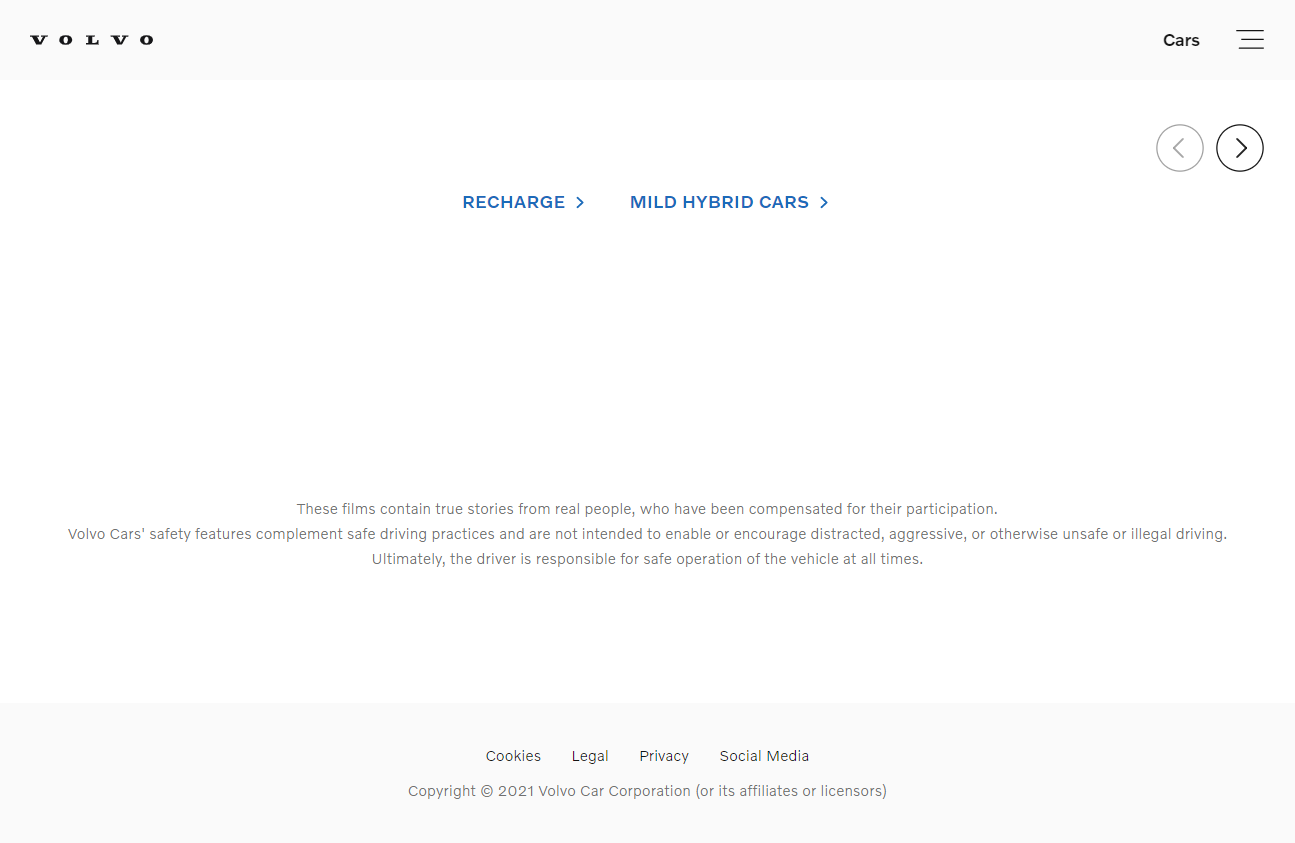 VOLVO
Cars
RECHARGE
MILD HYBRID CARS
These films contain true stories from real people, who have been compensated for their participation.
Volvo Cars' safety features complement safe driving practices and are not intended to enable or encourage distracted, aggressive, or otherwise unsafe or illegal driving.
Ultimately, the driver is responsible for safe operation of the vehicle at all times.
Cookies Legal Privacy Social Media
Copyright © 2021 Volvo Car Corporation (or its affiliates or licensors)